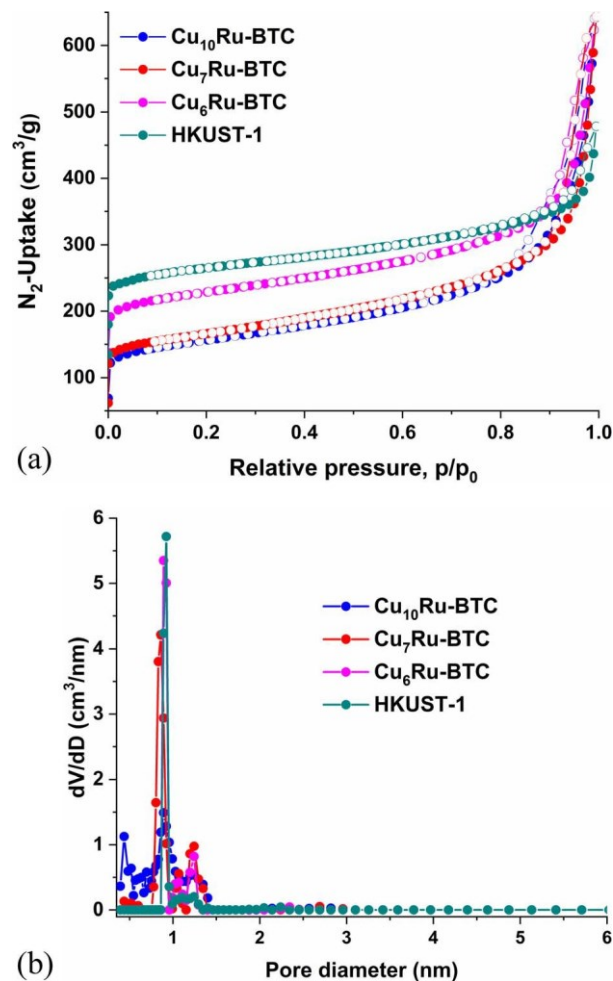 600
500
400
300
200
100
N₂-Uptake (cm³/g)
Cu₁₀Ru-BTC
Cu₇Ru-BTC
Cu₆Ru-BTC
HKUST-1
0.0 0.2 0.4 0.6 0.8 1.0
Relative pressure, p/p₀
(a)
6
5
4
3
2
1
0
dV/dD (cm³/nm)
Cu₁₀Ru-BTC
Cu₇Ru-BTC
Cu₆Ru-BTC
HKUST-1
1 2 3 4 5 6
Pore diameter (nm)
(b)